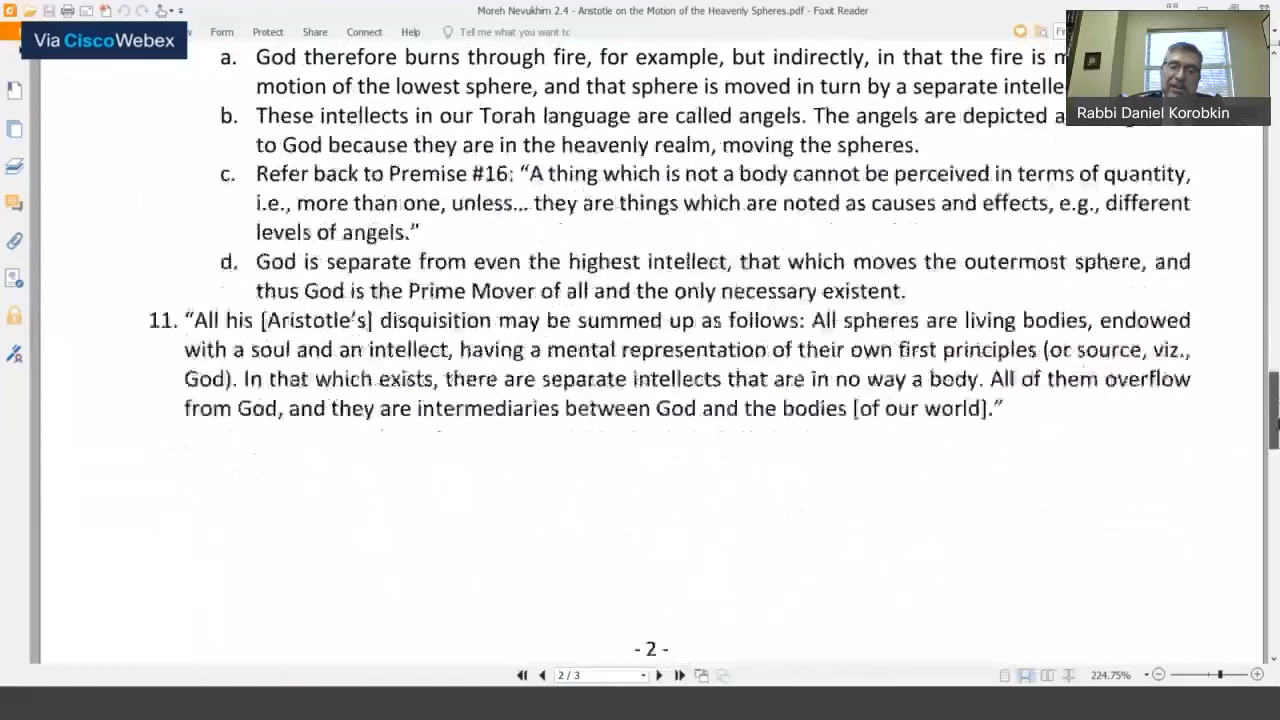 Moreh Nevukhim 2.4 - Aristotle on the Motion of the Heavenly Spheres.pdf - Foxit Reader
Via CiscoWebex
Form Protect Share Connect Help Tell me what you want tc
a. God therefore burns through fire, for example, but indirectly, in that the fire is
motion of the lowest sphere, and that sphere is moved in turn by a separate
Rabbi Daniel Korobkin
b. These intellects in our Torah language are called angels. The angels are depicted
to God because they are in the heavenly realm, moving the spheres.
c. Refer back to Premise #16: “A thing which is not a body cannot be perceived in terms of quantity,
i.e., more than one, unless... they are things which are noted as causes and effects, e.g., different
levels of angels.”
d. God is separate from even the highest intellect, that which moves the outermost sphere, and
thus God is the Prime Mover of all and the only necessary existent.
11. “All his [Aristotle’s] disquisition may be summed up as follows: All spheres are living bodies, endowed
with a soul and an intellect, having a mental representation of their own first principles (or source, viz.,
God). In that which exists, there are separate intellects that are in no way a body. All of them overflow
from God, and they are intermediaries between God and the bodies [of our world].”
- 2 -
2 / 3
224.75%